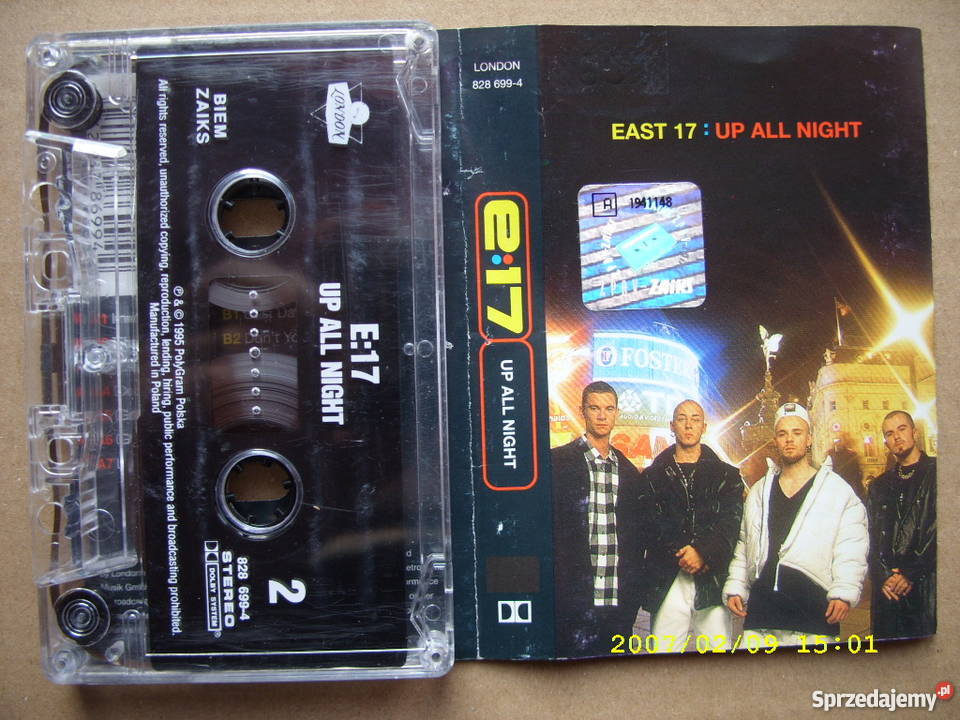 LONDON
828 699-4
EAST 17 : UP ALL NIGHT
A 1941148
ZAIKS
e:17
UP ALL NIGHT
FOSTER
LONDON
BIEM
ZAIKS
E:17
UP ALL NIGHT
℗ & © 1995 PolyGram Polska
Manufactured in Poland
All rights reserved, unauthorized copying, reproduction, lending, hiring, public performance and broadcasting prohibited.
2
828 699-4
STEREO
DOLBY SYSTEM
2007/02/09 15:01
Sprzedajemy.pl